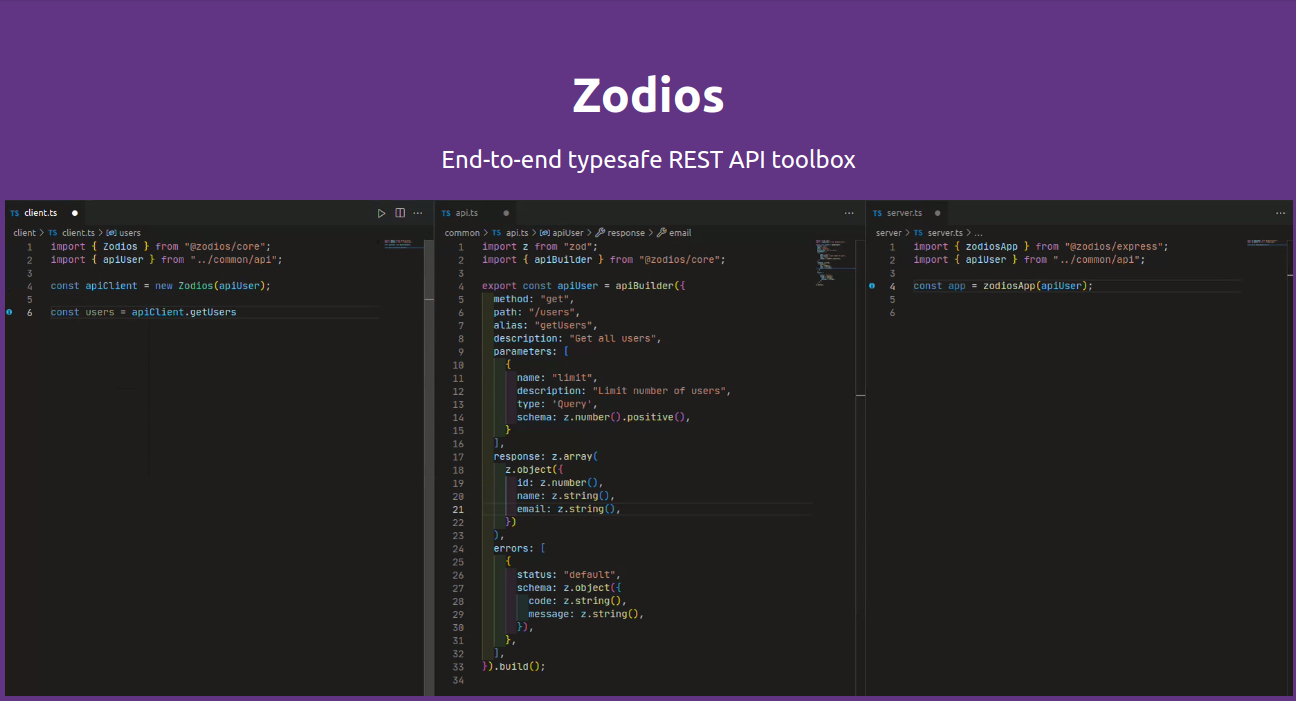 Zodios
End-to-end typesafe REST API toolbox
TS client.ts
client > TS client.ts > users
1 import { Zodios } from "@zodios/core";
2 import { apiUser } from "../common/api";
3
4 const apiClient = new Zodios(apiUser);
5
6 const users = apiClient.getUsers
TS api.ts
common > TS api.ts > apiUser > response > email
1 import z from "zod";
2 import { apiBuilder } from "@zodios/core";
3
4 export const apiUser = apiBuilder({
5 method: "get",
6 path: "/users",
7 alias: "getUsers",
8 description: "Get all users",
9 parameters: [
10 {
11 name: "limit",
12 description: "Limit number of users",
13 type: 'Query',
14 schema: z.number().positive(),
15 }
16 ],
17 response: z.array(
18 z.object({
19 id: z.number(),
20 name: z.string(),
21 email: z.string(),
22 })
23 ),
24 errors: [
25 {
26 status: "default",
27 schema: z.object({
28 code: z.string(),
29 message: z.string(),
30 }),
31 },
32 ],
33 }).build();
34
TS server.ts
server > TS server.ts > ...
1 import { zodiosApp } from "@zodios/express";
2 import { apiUser } from "../common/api";
3
4 const app = zodiosApp(apiUser);
5
6